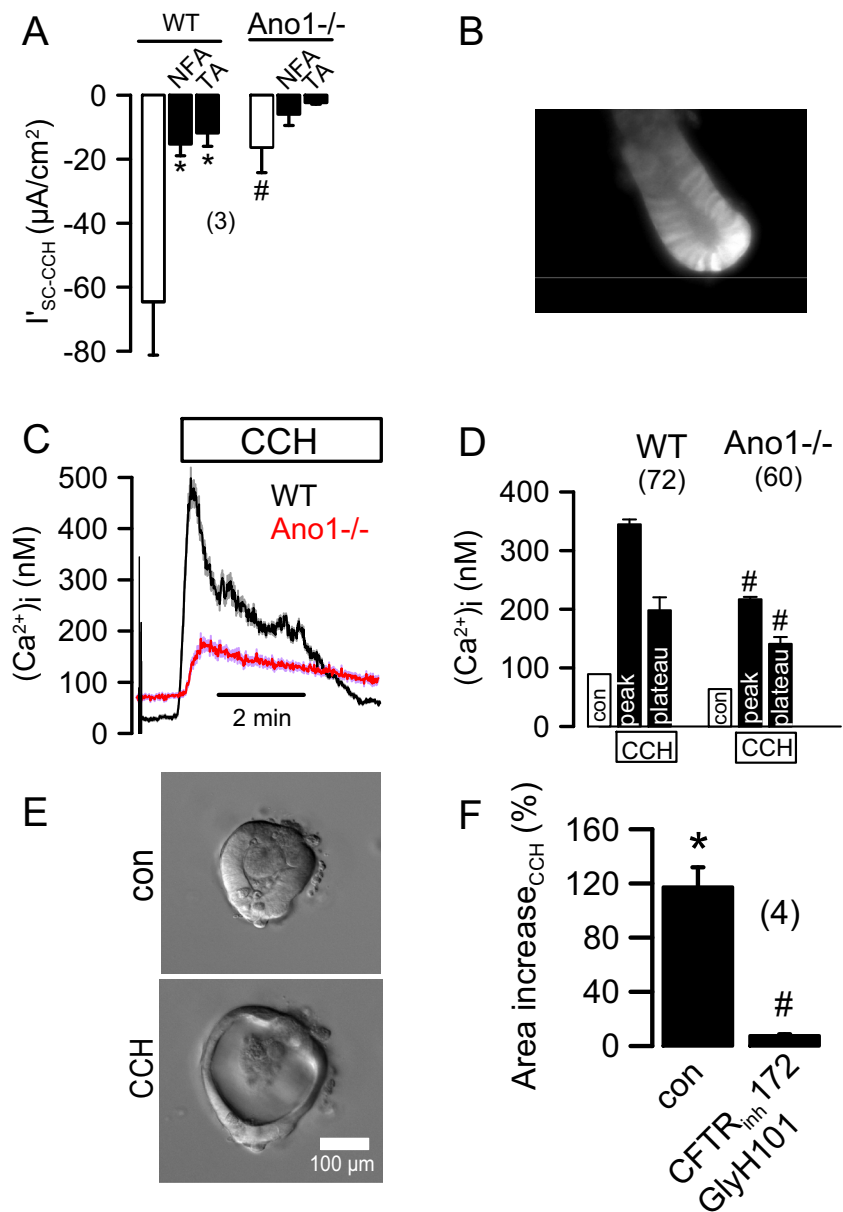 A
WT
Ano1-/-
NFA
TA
NFA
TA
0
-20
-40
-60
-80
I'SC-CCH (µA/cm²)
*
*
#
(3)
B
C
CCH
WT
Ano1-/-
500
400
300
200
100
0
(Ca²⁺)i (nM)
2 min
D
WT
(72)
Ano1-/-
(60)
400
300
200
100
0
(Ca²⁺)i (nM)
#
#
con
peak
plateau
con
peak
plateau
CCH
CCH
E
con
CCH
100 µm
F
Area increaseCCH (%)
160
120
80
40
0
*
(4)
#
con
CFTRinh 172
GlyH101